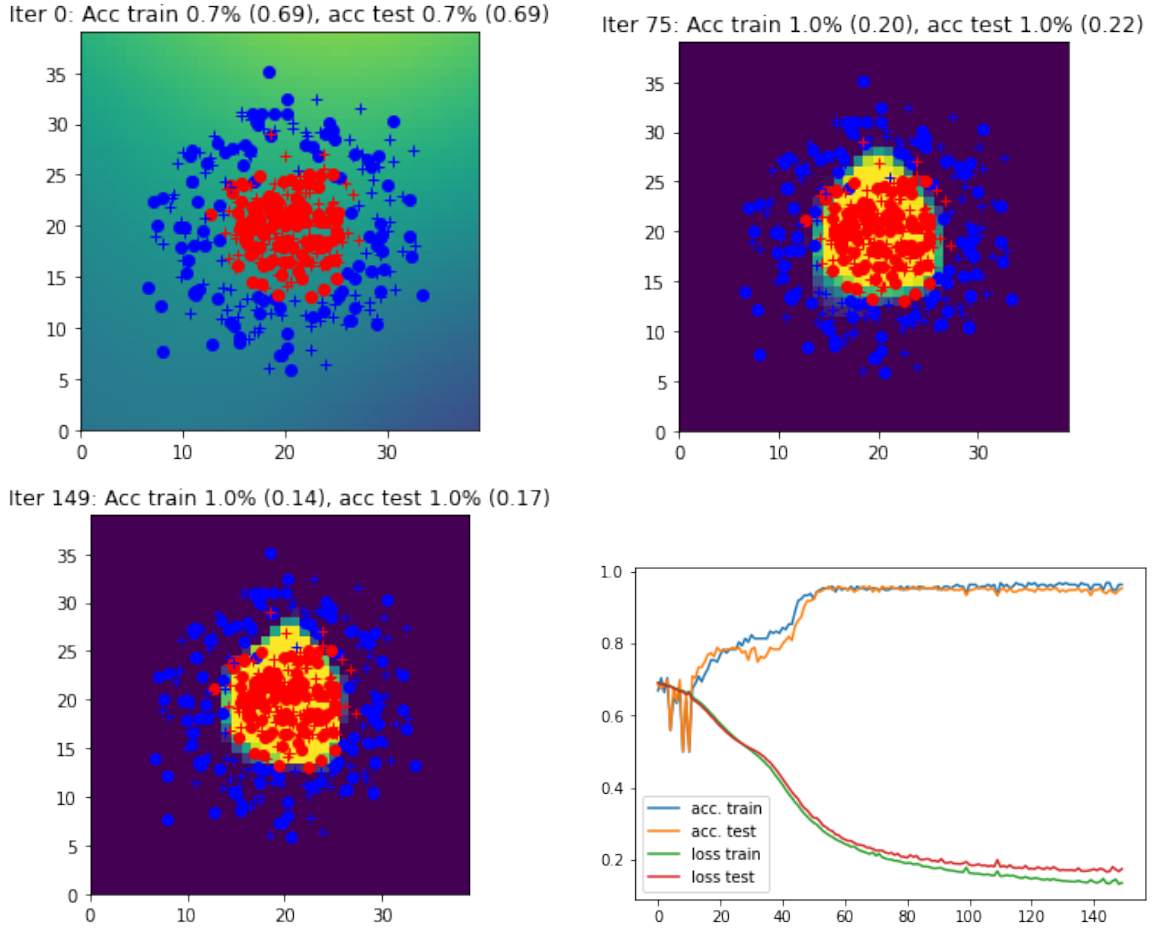 Iter 0: Acc train 0.7% (0.69), acc test 0.7% (0.69)
35
30
25
20
15
10
5
0
0 10 20 30
Iter 75: Acc train 1.0% (0.20), acc test 1.0% (0.22)
35
30
25
20
15
10
5
0
0 10 20 30
Iter 149: Acc train 1.0% (0.14), acc test 1.0% (0.17)
35
30
25
20
15
10
5
0
0 10 20 30
1.0
0.8
0.6
0.4
0.2
acc. train
acc. test
loss train
loss test
0 20 40 60 80 100 120 140